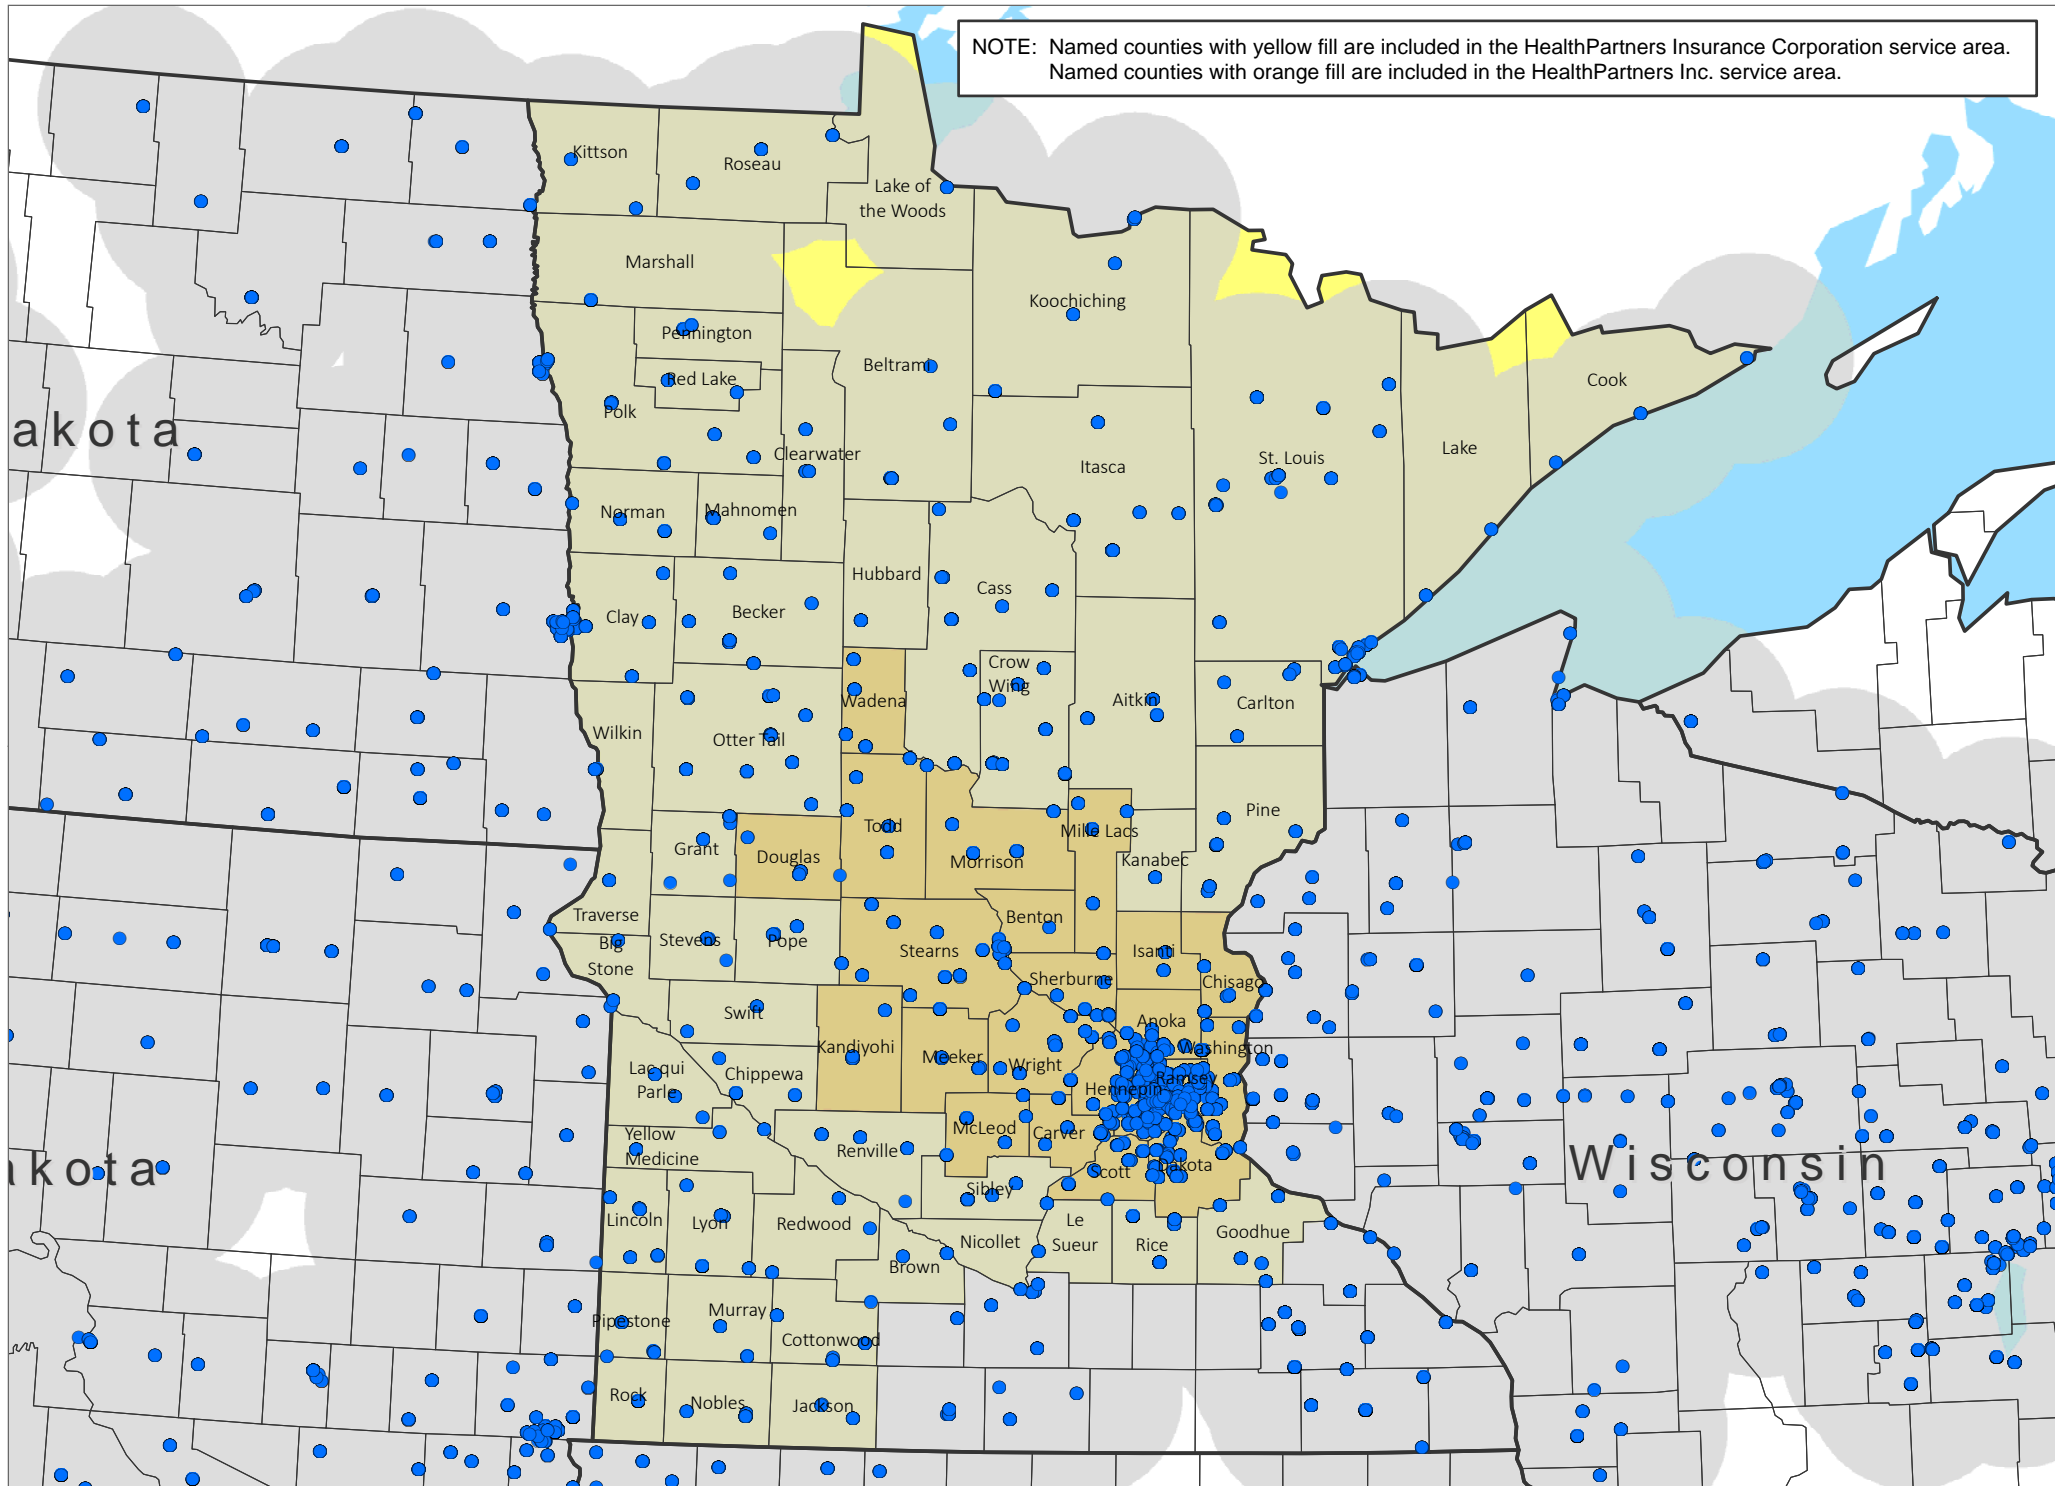 NOTE: Named counties with yellow fill are included in the HealthPartners Insurance Corporation service area.
Named counties with orange fill are included in the HealthPartners Inc. service area.
Kittson
Roseau
Lake of
the Woods
Marshall
Koochiching
Pennington
Beltrami
Red Lake
Cook
Polk
akota
Clearwater
Lake
St. Louis
Itasca
Norman
Mahnomen
Hubbard
Cass
Becker
Clay
Crow
Wing
Wadena
Aitkin
Carlton
Wilkin
Otter Tail
Pine
Todd
Mille Lacs
Grant
Douglas
Morrison
Kanabec
Traverse
Benton
Big
Stone
Stevens
Pope
Stearns
Isanti
Sherburne
Chisago
Swift
Anoka
Kandiyohi
Meeker
Wright
Washington
Lac qui
Parle
Chippewa
Ramsey
Hennepin
McLeod
Carver
Yellow
Medicine
Renville
Scott
Dakota
Wisconsin
akota
Sibley
Lincoln
Lyon
Redwood
Le
Sueur
Nicollet
Rice
Goodhue
Brown
Pipestone
Murray
Cottonwood
Rock
Nobles
Jackson